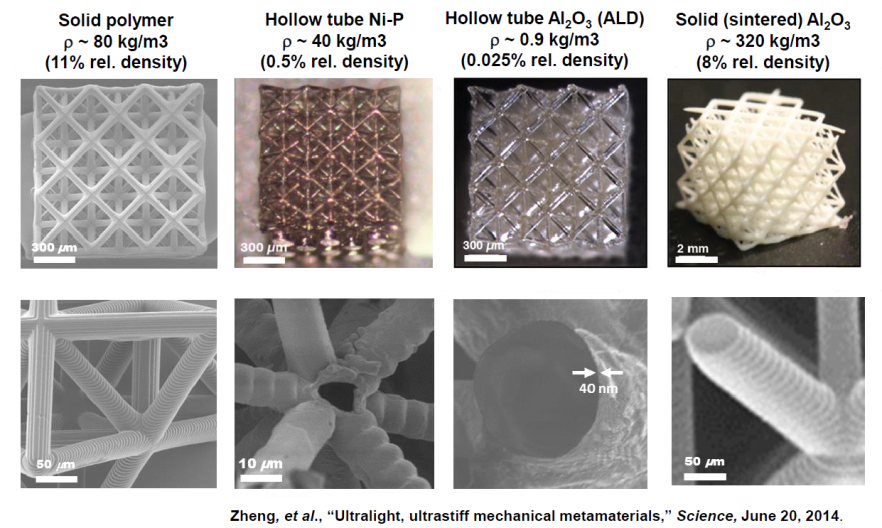 Solid polymer
ρ ~ 80 kg/m3
(11% rel. density)
Hollow tube Ni-P
ρ ~ 40 kg/m3
(0.5% rel. density)
Hollow tube Al₂O₃ (ALD)
ρ ~ 0.9 kg/m3
(0.025% rel. density)
Solid (sintered) Al₂O₃
ρ ~ 320 kg/m3
(8% rel. density)
300 μm
300 μm
300 μm
2 mm
40 nm
50 μm
10 μm
50 μm
Zheng, et al., “Ultralight, ultrastiff mechanical metamaterials,” Science, June 20, 2014.